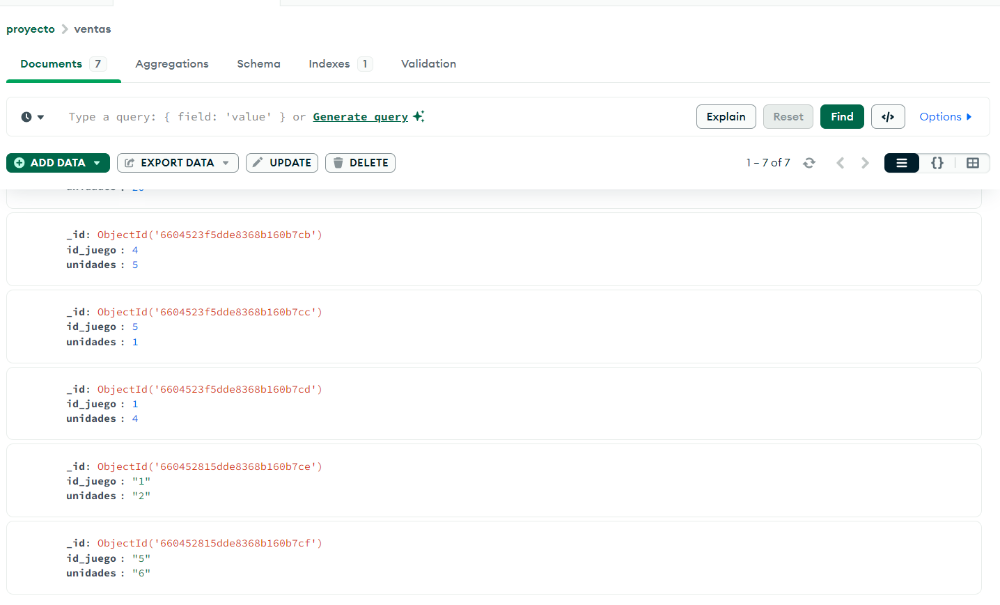 proyecto > ventas
Documents 7 Aggregations Schema Indexes 1 Validation
Type a query: { field: 'value' } or Generate query Explain Reset Find </> Options
ADD DATA EXPORT DATA UPDATE DELETE 1 – 7 of 7 {}
_id: ObjectId('6604523f5dde8368b160b7cb')
id_juego : 4
unidades : 5
_id: ObjectId('6604523f5dde8368b160b7cc')
id_juego : 5
unidades : 1
_id: ObjectId('6604523f5dde8368b160b7cd')
id_juego : 1
unidades : 4
_id: ObjectId('660452815dde8368b160b7ce')
id_juego : "1"
unidades : "2"
_id: ObjectId('660452815dde8368b160b7cf')
id_juego : "5"
unidades : "6"